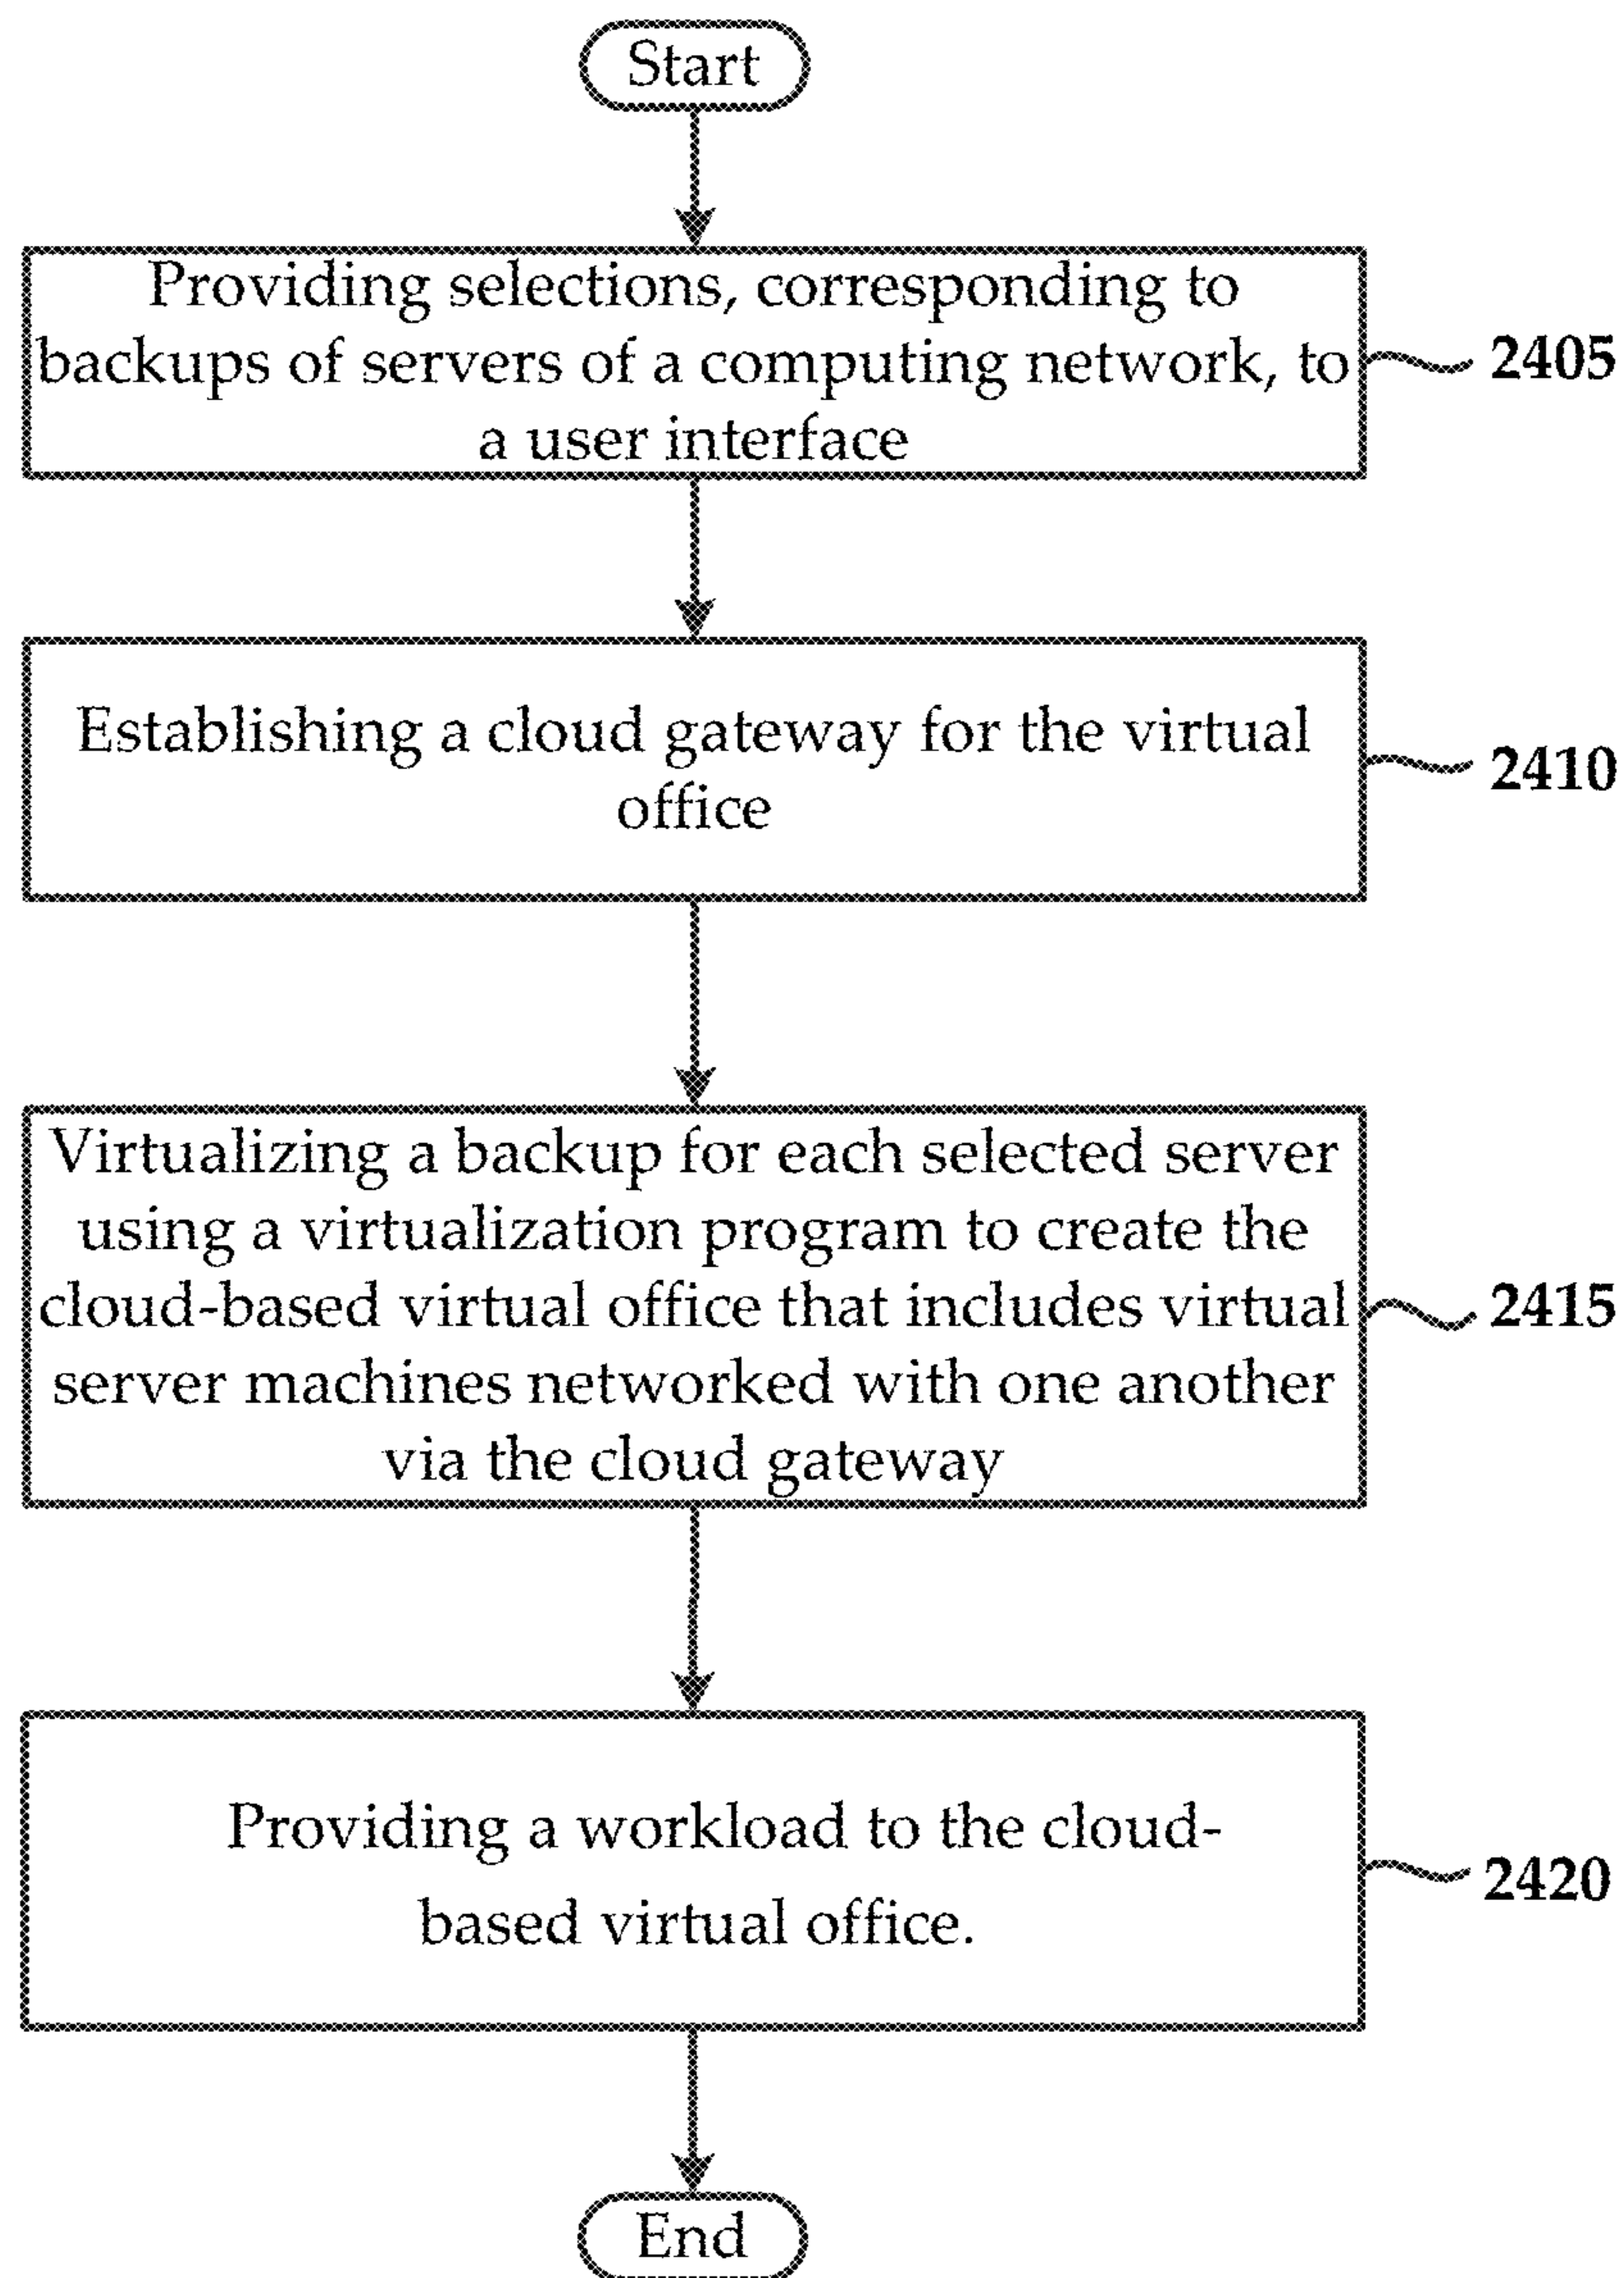 Start
Providing selections, corresponding to
backups of servers of a computing network, to
a user interface
2405
Establishing a cloud gateway for the virtual
office
2410
Virtualizing a backup for each selected server
using a virtualization program to create the
cloud-based virtual office that includes virtual
server machines networked with one another
via the cloud gateway
2415
Providing a workload to the cloud-
based virtual office.
2420
End